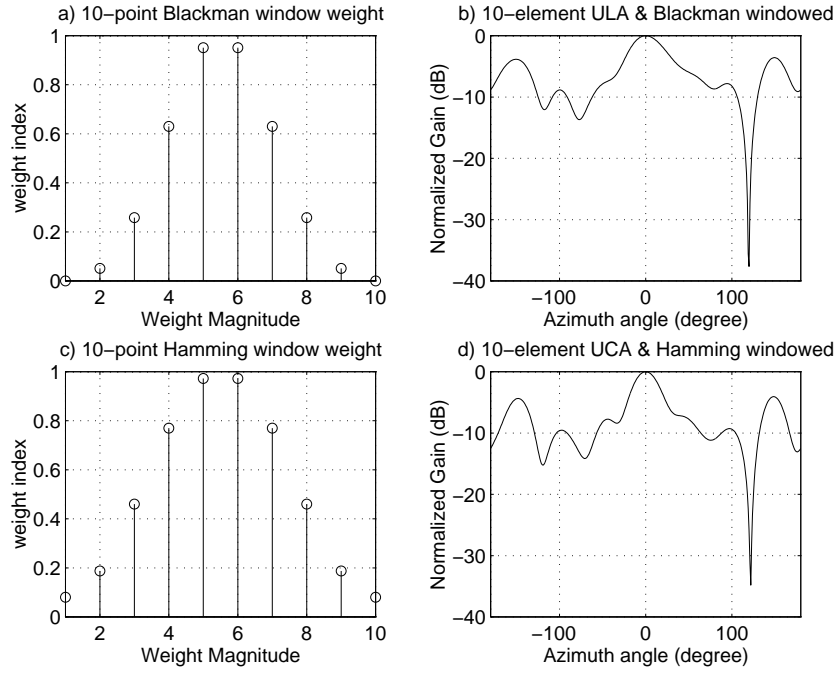 a) 10−point Blackman window weight
1
0.8
0.6
0.4
0.2
0
weight index
2 4 6 8 10
Weight Magnitude
b) 10−element ULA & Blackman windowed
0
−10
−20
−30
−40
Normalized Gain (dB)
−100 0 100
Azimuth angle (degree)
c) 10−point Hamming window weight
1
0.8
0.6
0.4
0.2
0
weight index
2 4 6 8 10
Weight Magnitude
d) 10−element UCA & Hamming windowed
0
−10
−20
−30
−40
Normalized Gain (dB)
−100 0 100
Azimuth angle (degree)